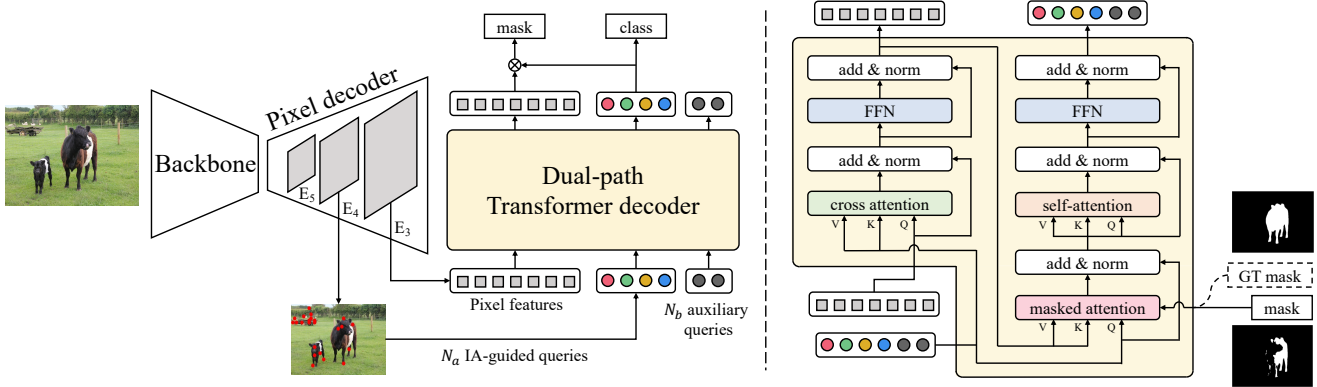 mask
class
Pixel decoder
Backbone
E5
E4
E3
Dual-path
Transformer decoder
Pixel features
N_b auxiliary
queries
N_a IA-guided queries
add & norm
add & norm
FFN
FFN
add & norm
add & norm
cross attention
self-attention
V
K
Q
V
K
Q
add & norm
GT mask
masked attention
mask
V
K
Q